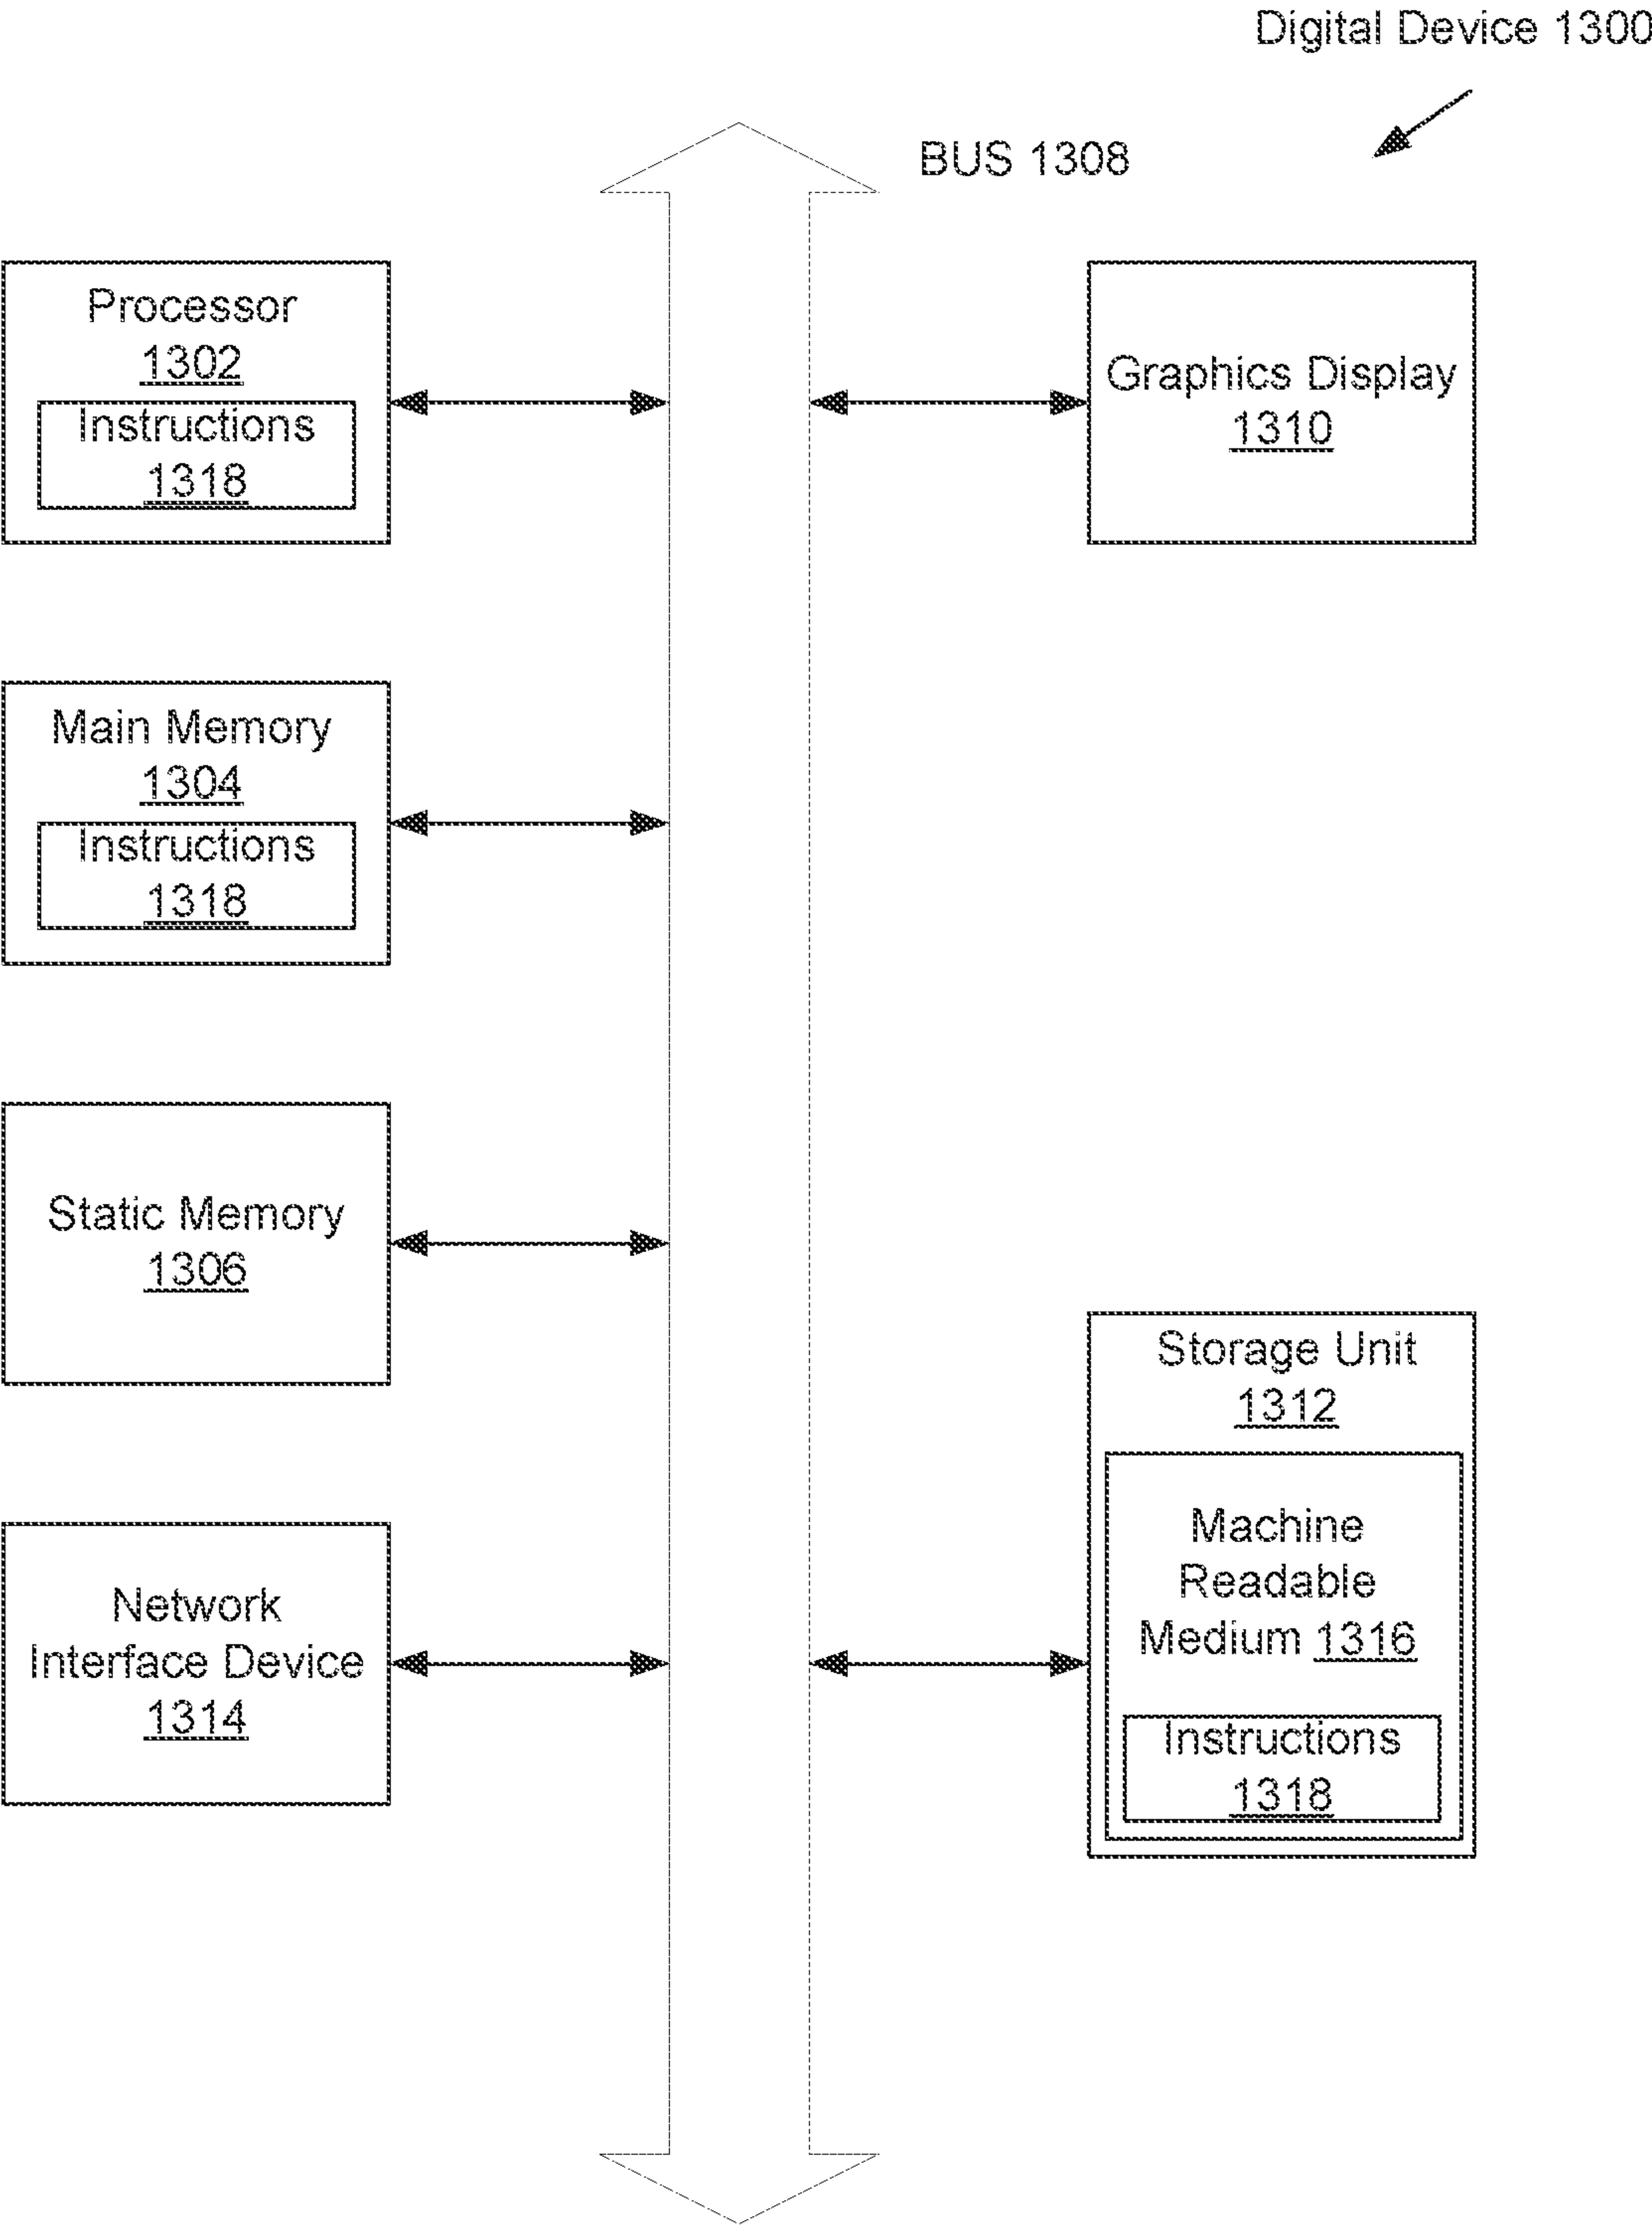 Digital Device 1300
BUS 1308
Processor
1302
Instructions
1318
Graphics Display
1310
Main Memory
1304
Instructions
1318
Static Memory
1306
Storage Unit
1312
Machine
Readable
Medium 1316
Instructions
1318
Network
Interface Device
1314